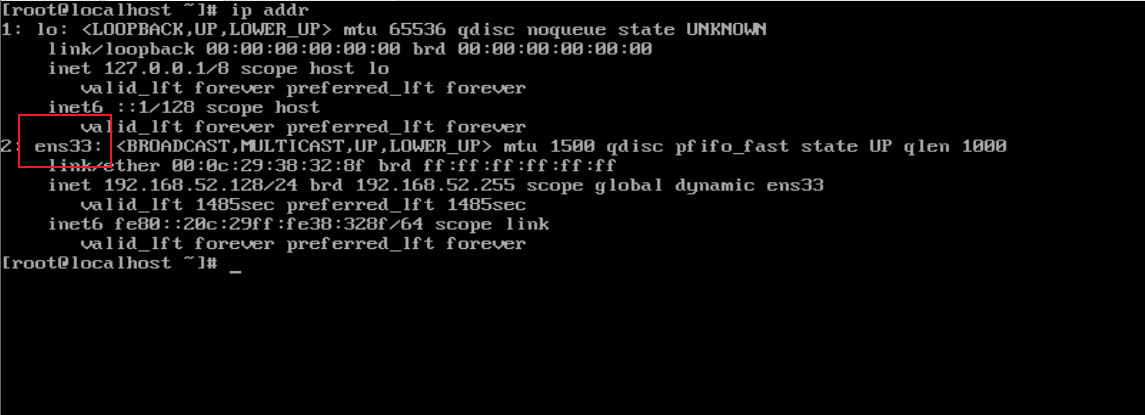 [root@localhost ~]# ip addr
1: lo: <LOOPBACK,UP,LOWER_UP> mtu 65536 qdisc noqueue state UNKNOWN
link/loopback 00:00:00:00:00:00 brd 00:00:00:00:00:00
inet 127.0.0.1/8 scope host lo
valid_lft forever preferred_lft forever
inet6 ::1/128 scope host
valid_lft forever preferred_lft forever
2: ens33: <BROADCAST,MULTICAST,UP,LOWER_UP> mtu 1500 qdisc pfifo_fast state UP qlen 1000
link/ether 00:0c:29:38:32:8f brd ff:ff:ff:ff:ff:ff
inet 192.168.52.128/24 brd 192.168.52.255 scope global dynamic ens33
valid_lft 1485sec preferred_lft 1485sec
inet6 fe80::20c:29ff:fe38:328f/64 scope link
valid_lft forever preferred_lft forever
[root@localhost ~]# _